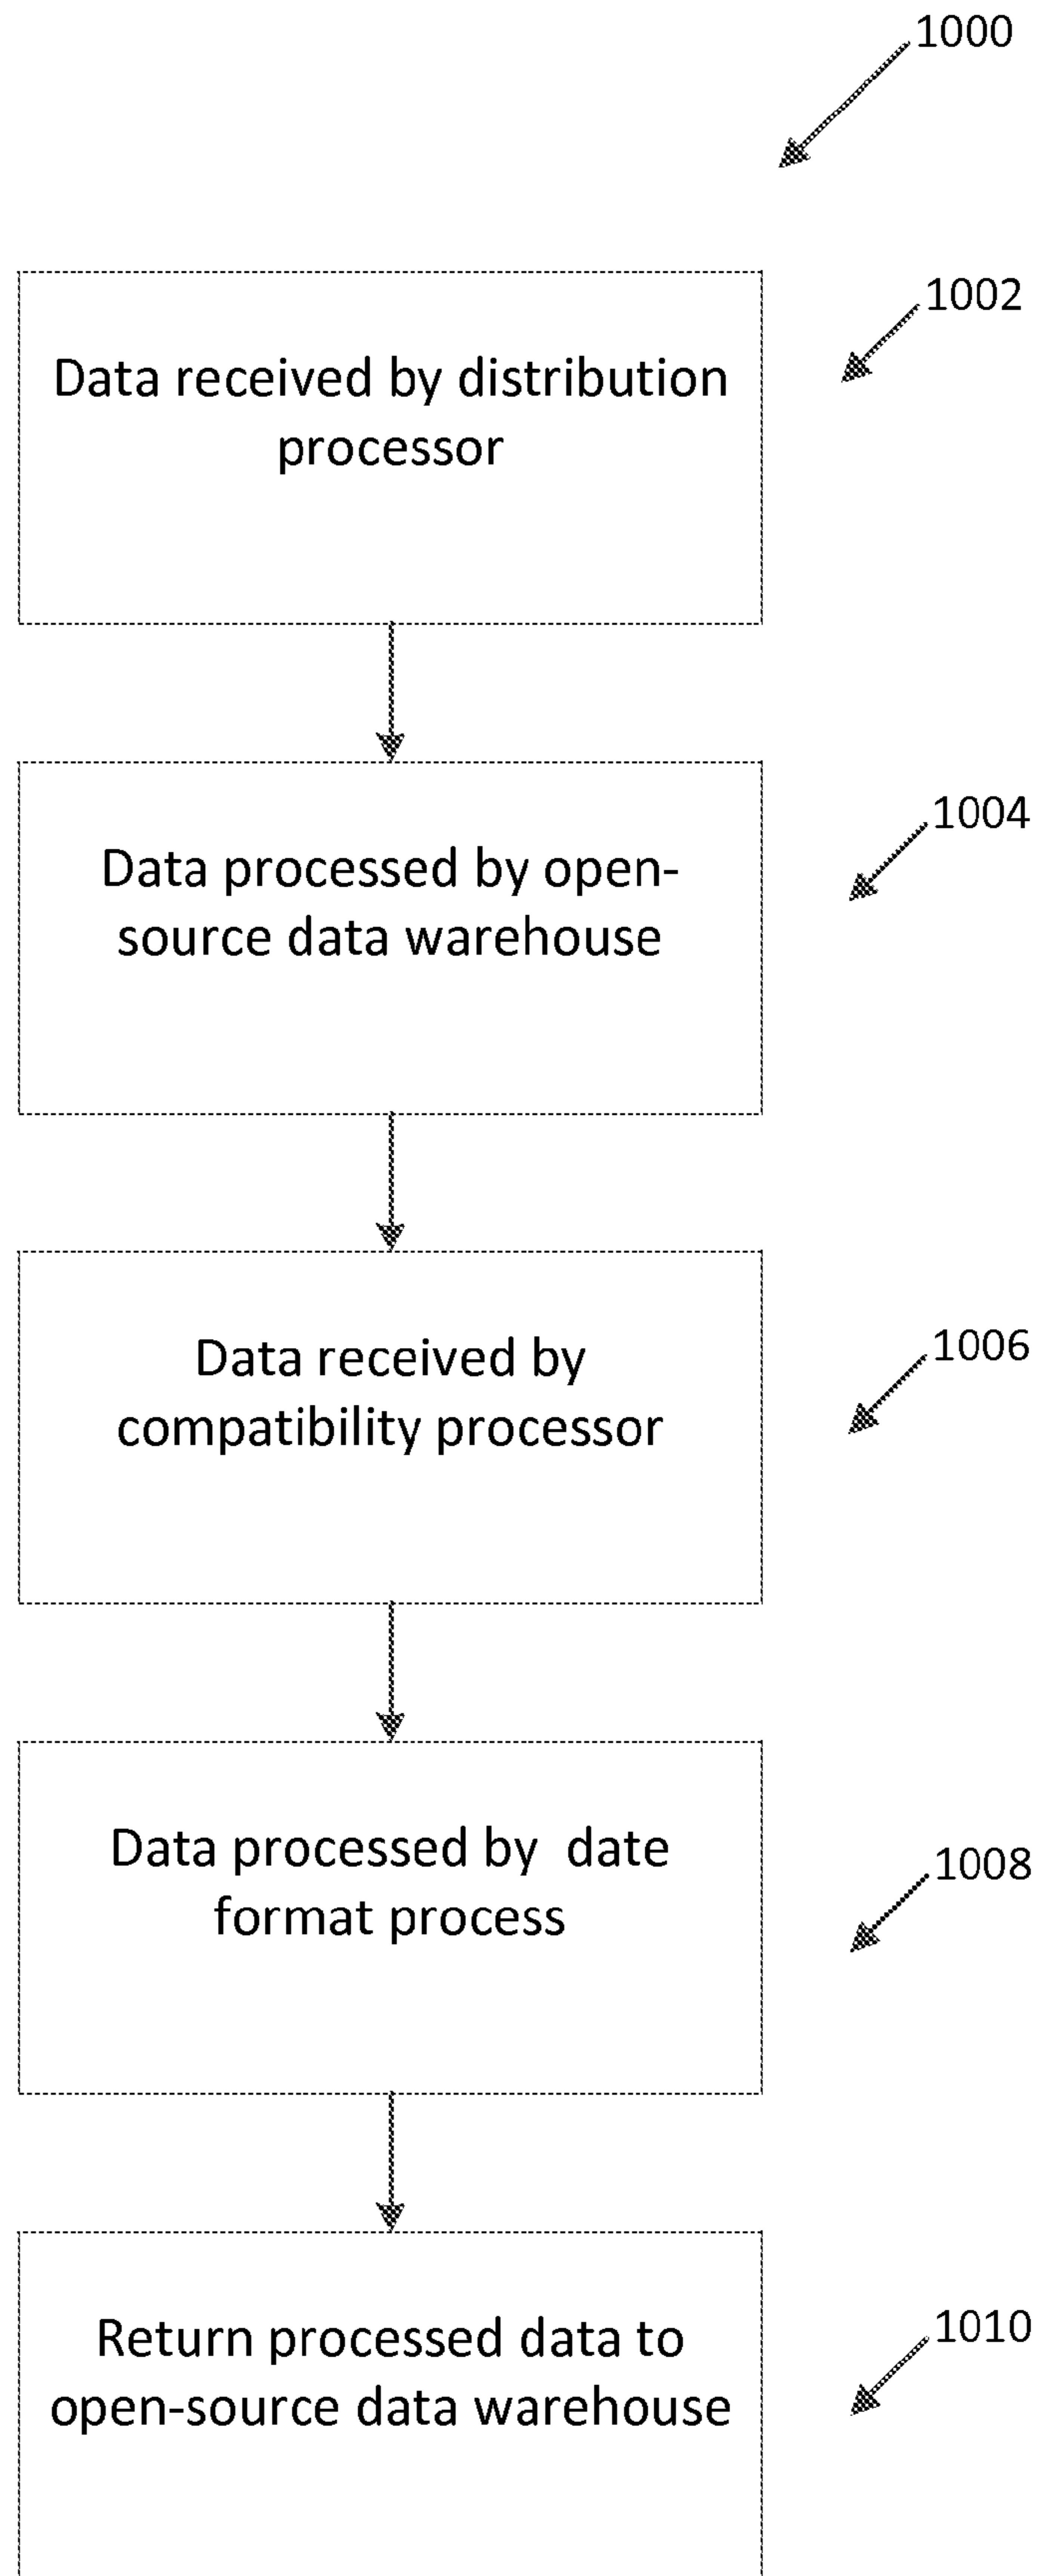 1000
1002
Data received by distribution
processor
1004
Data processed by open-
source data warehouse
1006
Data received by
compatibility processor
1008
Data processed by  date
format process
1010
Return processed data to
open-source data warehouse